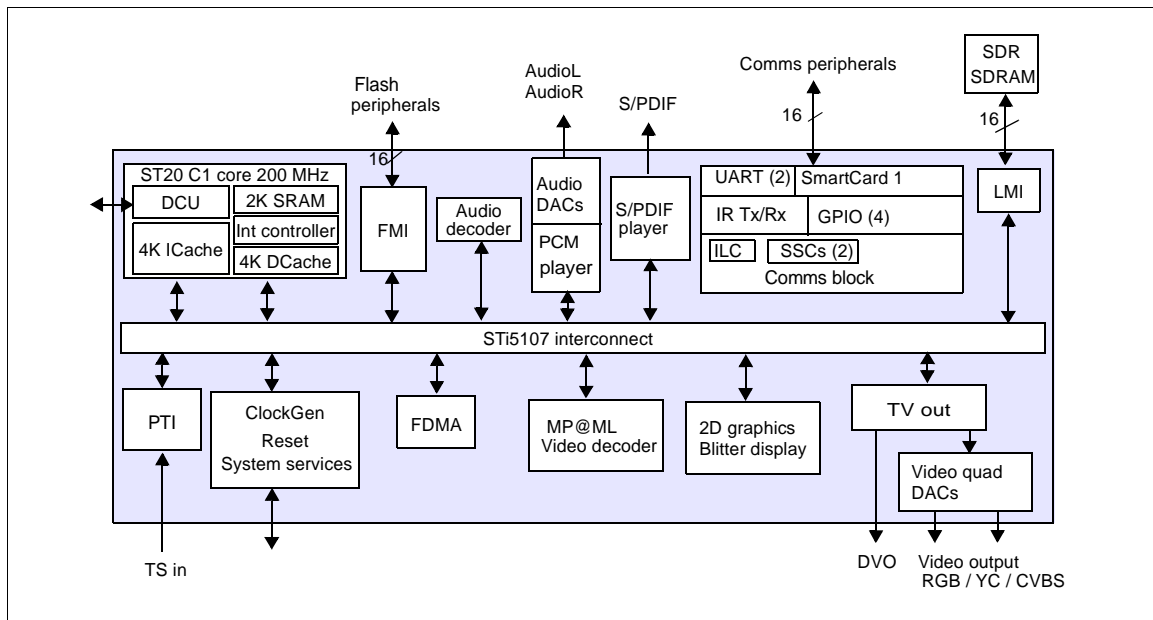 SDR
SDRAM
Comms peripherals
AudioL
AudioR
Flash
peripherals
S/PDIF
16
16
16
ST20 C1 core 200 MHz
DCU
2K SRAM
Int controller
4K ICache
4K DCache
FMI
Audio
decoder
Audio
DACs
PCM
player
S/PDIF
player
UART (2)
SmartCard 1
IR Tx/Rx
GPIO (4)
ILC
SSCs (2)
Comms block
LMI
STi5107 interconnect
PTI
ClockGen
Reset
System services
FDMA
MP@ML
Video decoder
2D graphics
Blitter display
TV out
Video quad
DACs
TS in
DVO
Video output
RGB / YC / CVBS